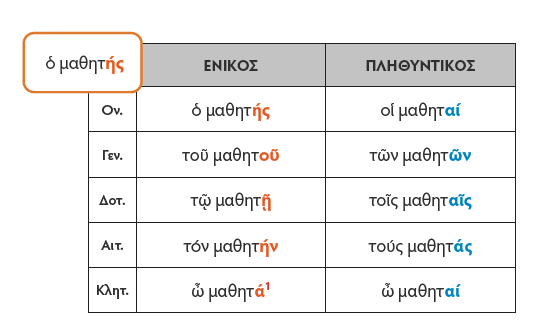 ὁ μαθητής
ΕΝΙΚΟΣ ΠΛΗΘΥΝΤΙΚΟΣ
Ον. ὁ μαθητής οἱ μαθηταί
Γεν. τοῦ μαθητοῦ τῶν μαθητῶν
Δοτ. τῷ μαθητῇ τοῖς μαθηταῖς
Αιτ. τόν μαθητήν τούς μαθητάς
Κλητ. ὦ μαθητά¹ ὦ μαθηταί